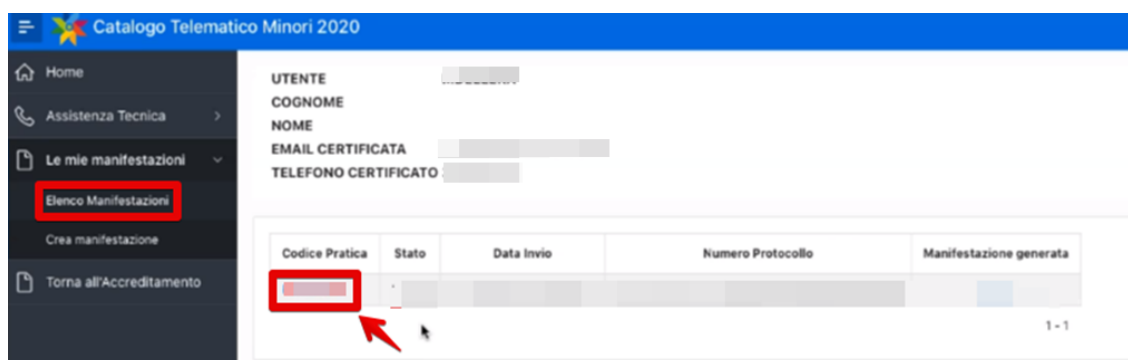 Catalogo Telematico Minori 2020
Home
Assistenza Tecnica
Le mie manifestazioni
Elenco Manifestazioni
Crea manifestazione
Torna all'Accreditamento
UTENTE
COGNOME
NOME
EMAIL CERTIFICATA
TELEFONO CERTIFICATO
Codice Pratica Stato Data Invio Numero Protocollo Manifestazione generata
1 - 1